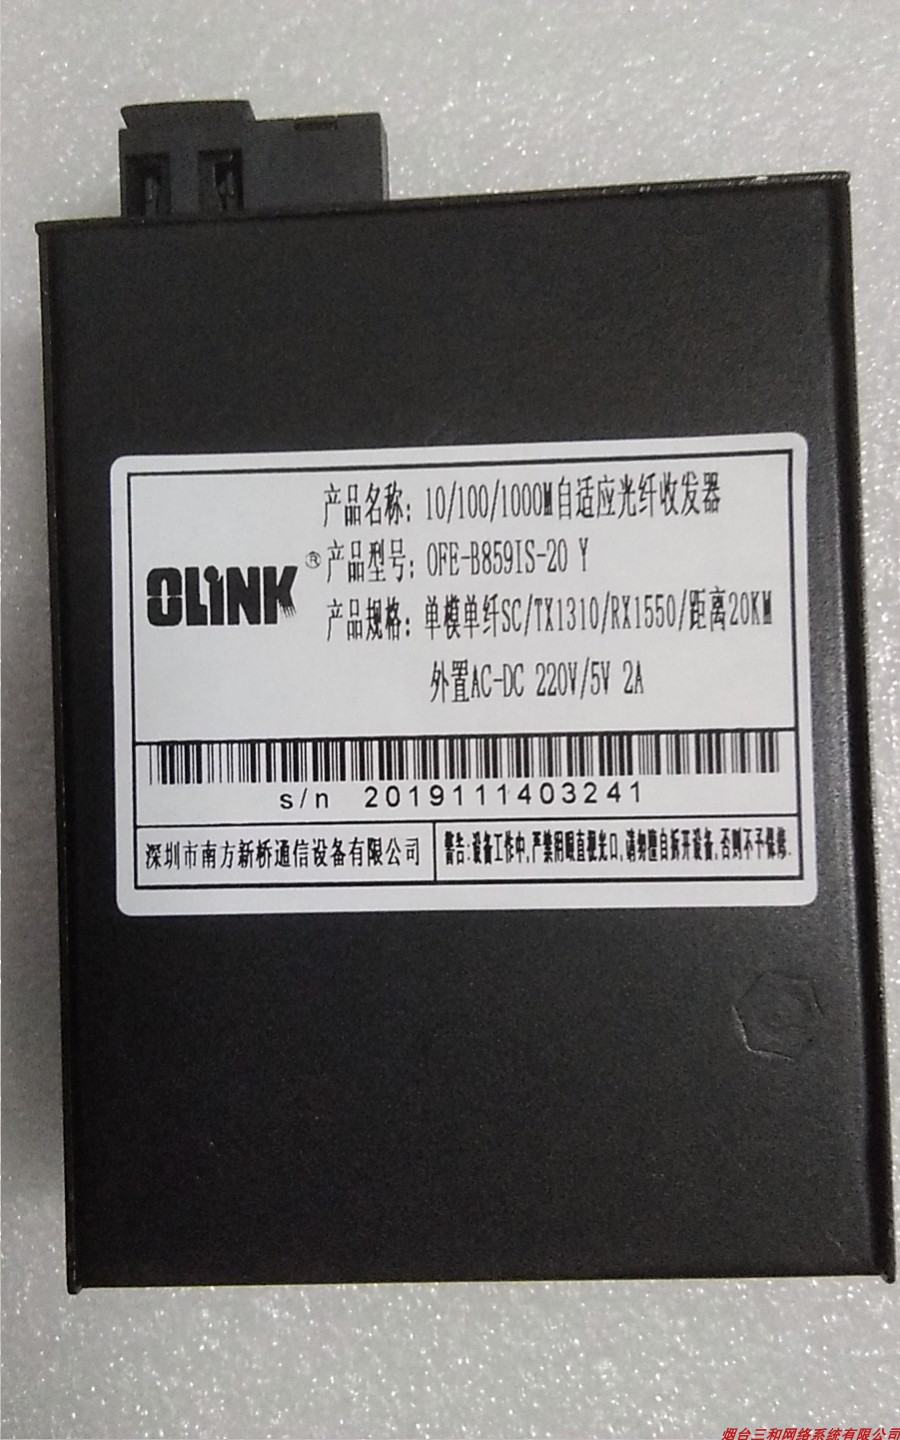 产品名称: 10/100/1000M自适应光纤收发器
OLINK®
产品型号: OFE-B859IS-20 Y
产品规格: 单模单纤SC/TX1310/RX1550/距离20KM
外置AC-DC 220V/5V 2A
s/n 2019111403241
深圳市南方新桥通信设备有限公司
警告:设备工作中,严禁用眼直视光口,请勿擅自拆开设备,否则不予保修.
烟台三和网络系统有限公司